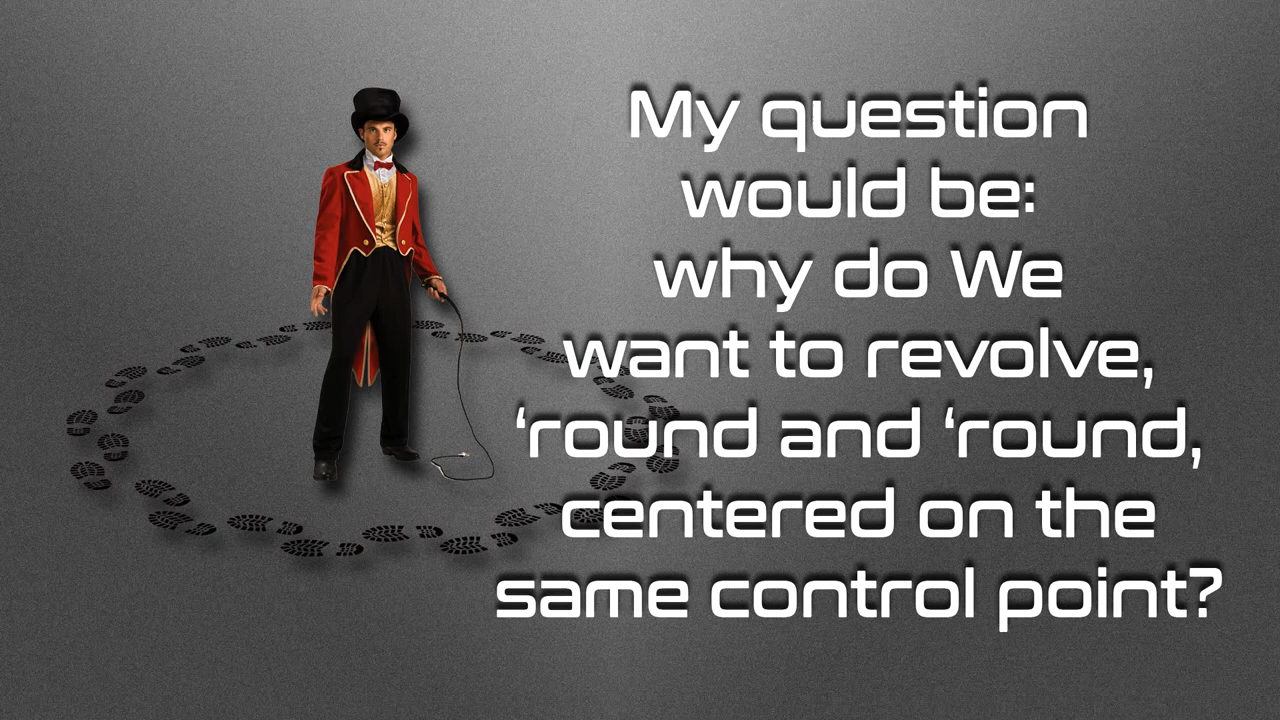 My question
would be:
why do We
want to revolve,
‘round and ‘round,
centered on the
same control point?